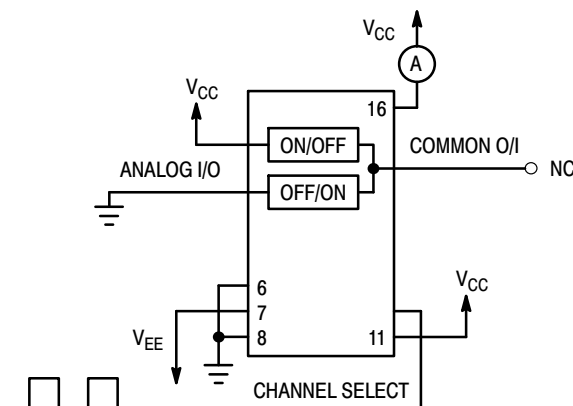 VCC
A
VCC
16
ON/OFF
COMMON O/I
NC
ANALOG I/O
OFF/ON
6
VCC
7
VEE
8
11
CHANNEL SELECT